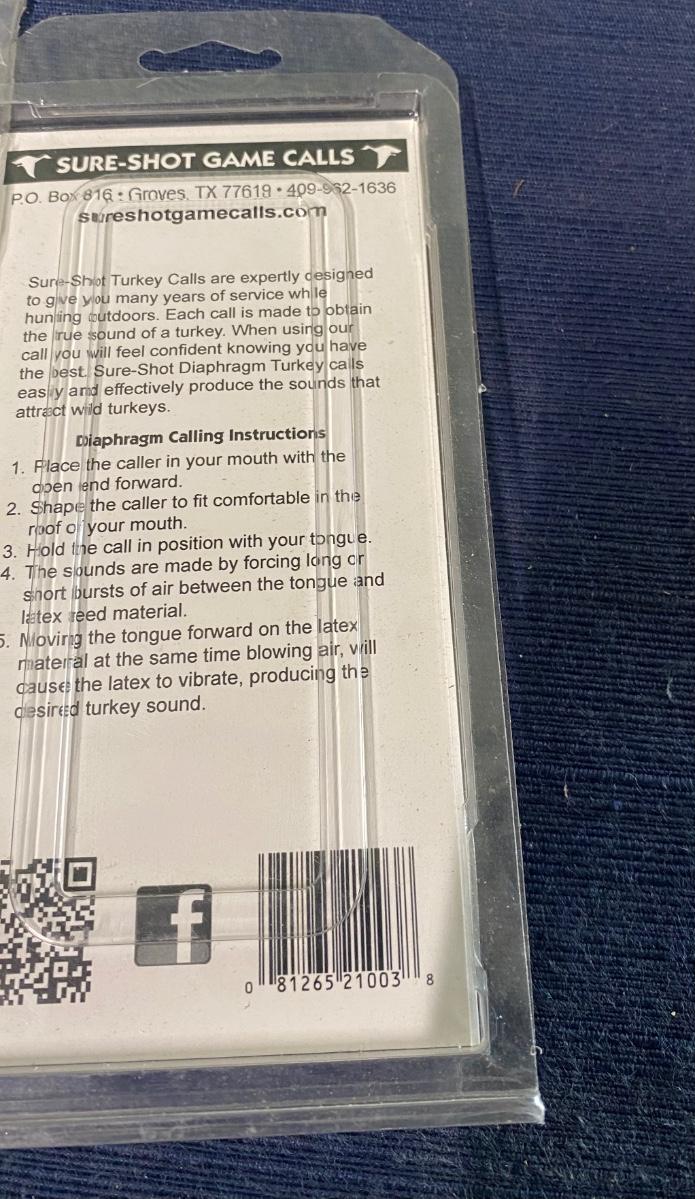 SURE-SHOT GAME CALLS
P.O. Box 816 • Groves, TX 77619 • 409-962-1636
sureshotgamecalls.com
Sure-Shot Turkey Calls are expertly designed
to give you many years of service while
hunting outdoors. Each call is made to obtain
the true sound of a turkey. When using our
call you will feel confident knowing you have
the best. Sure-Shot Diaphragm Turkey calls
easily and effectively produce the sounds that
attract wild turkeys.
Diaphragm Calling Instructions
1. Place the caller in your mouth with the
open end forward.
2. Shape the caller to fit comfortable in the
roof of your mouth.
3. Hold the call in position with your tongue.
4. The sounds are made by forcing long or
short bursts of air between the tongue and
latex reed material.
5. Moving the tongue forward on the latex
material at the same time blowing air, will
cause the latex to vibrate, producing the
desired turkey sound.
f
0 81265 21003 8